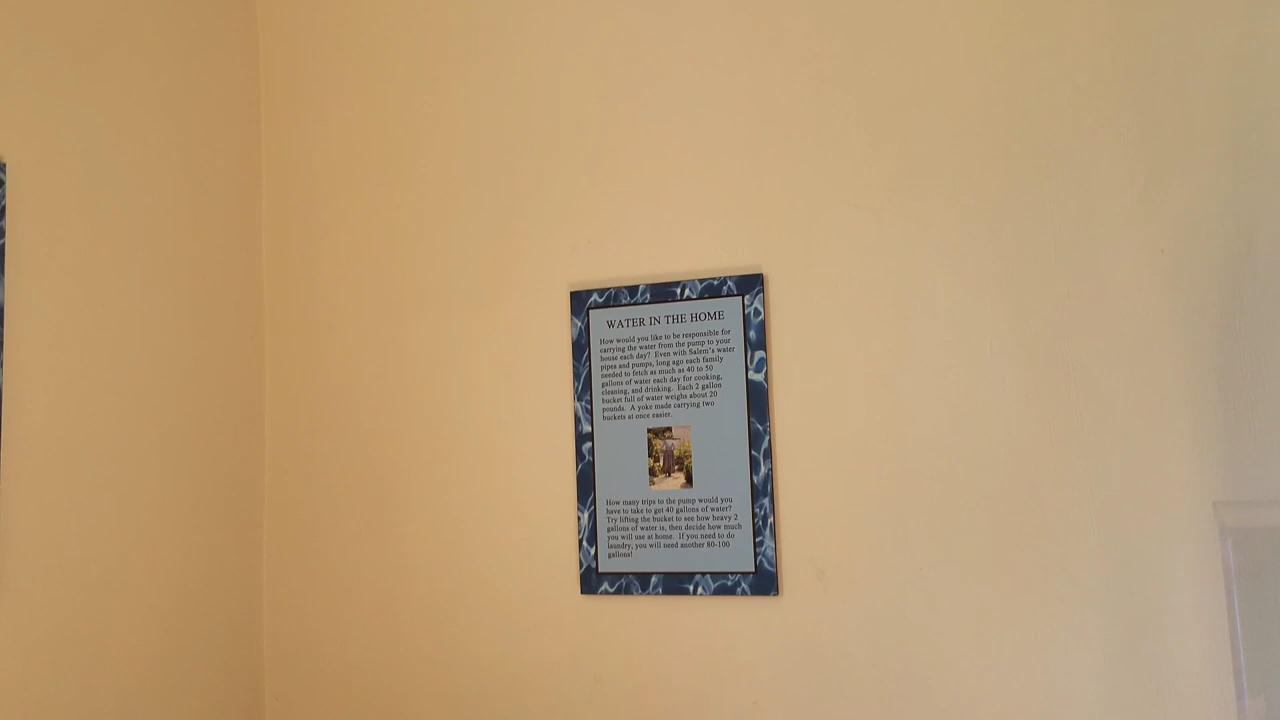 WATER IN THE HOME
How would you like to be responsible for
carrying the water from the pump to your
house each day? Even with Salem's water
pipes and pumps, long ago each family
needed to fetch as much as 40 to 50
gallons of water each day for cooking,
cleaning, and drinking. Each 2 gallon
bucket full of water weighs about 20
pounds. A yoke made carrying two
buckets at once easier.
How many trips to the pump would you
have to take to get 40 gallons of water?
Try lifting the bucket to see how heavy 2
gallons of water is, then decide how much
you will use at home. If you need to do
laundry, you will need another 80-100
gallons!